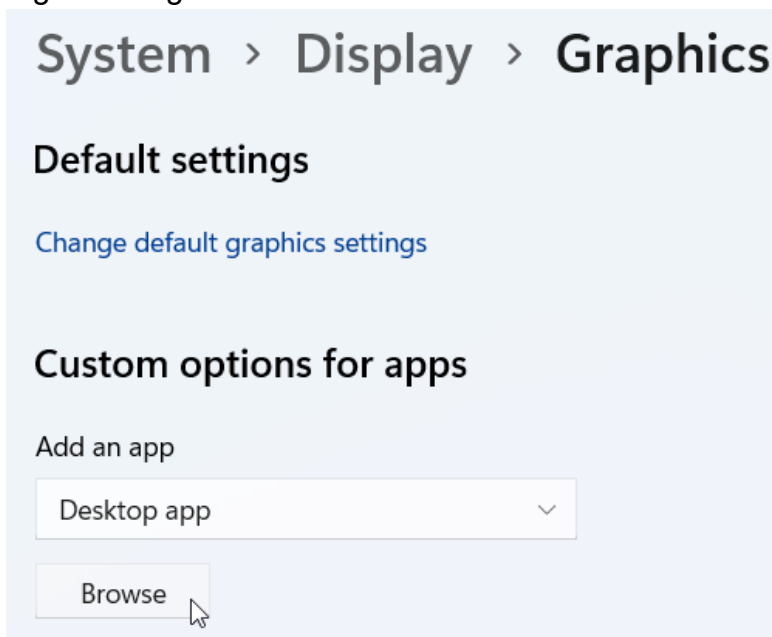 System > Display > Graphics
Default settings
Change default graphics settings
Custom options for apps
Add an app
Desktop app
Browse